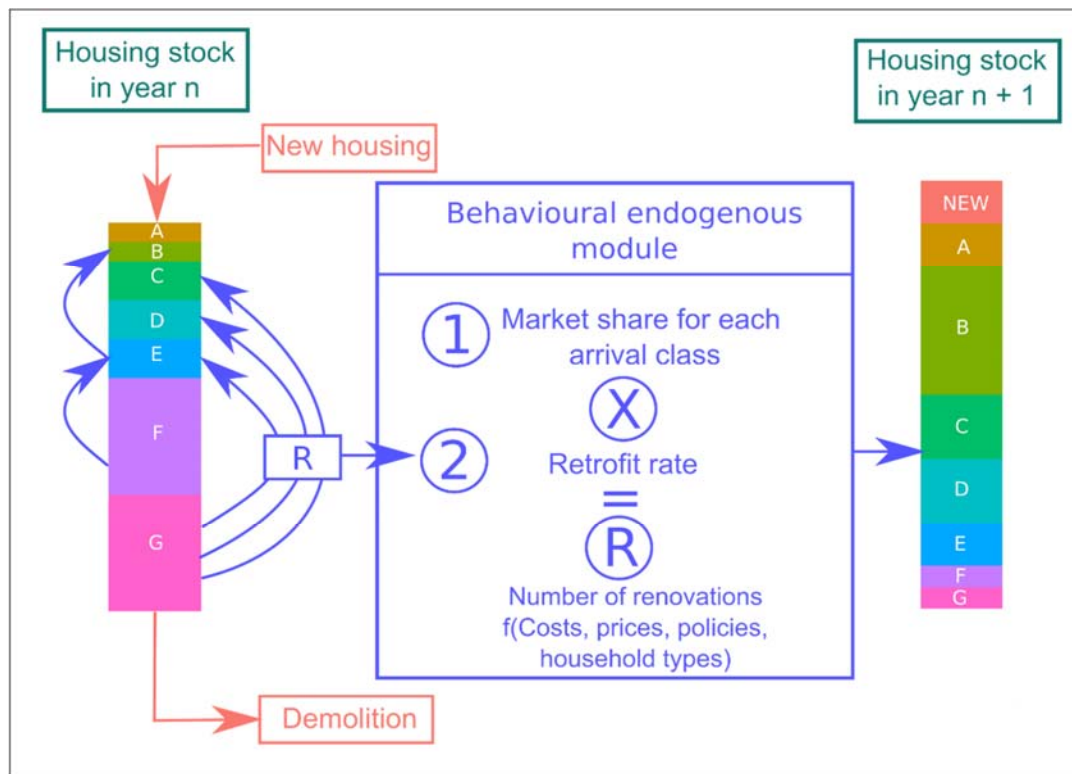 Housing stock
in year n
New housing
A
B
C
D
E
F
G
R
Demolition
Behavioural endogenous
module
1
Market share for each
arrival class
X
2
Retrofit rate
=
R
Number of renovations
f(Costs, prices, policies,
household types)
Housing stock
in year n + 1
NEW
A
B
C
D
E
F
G